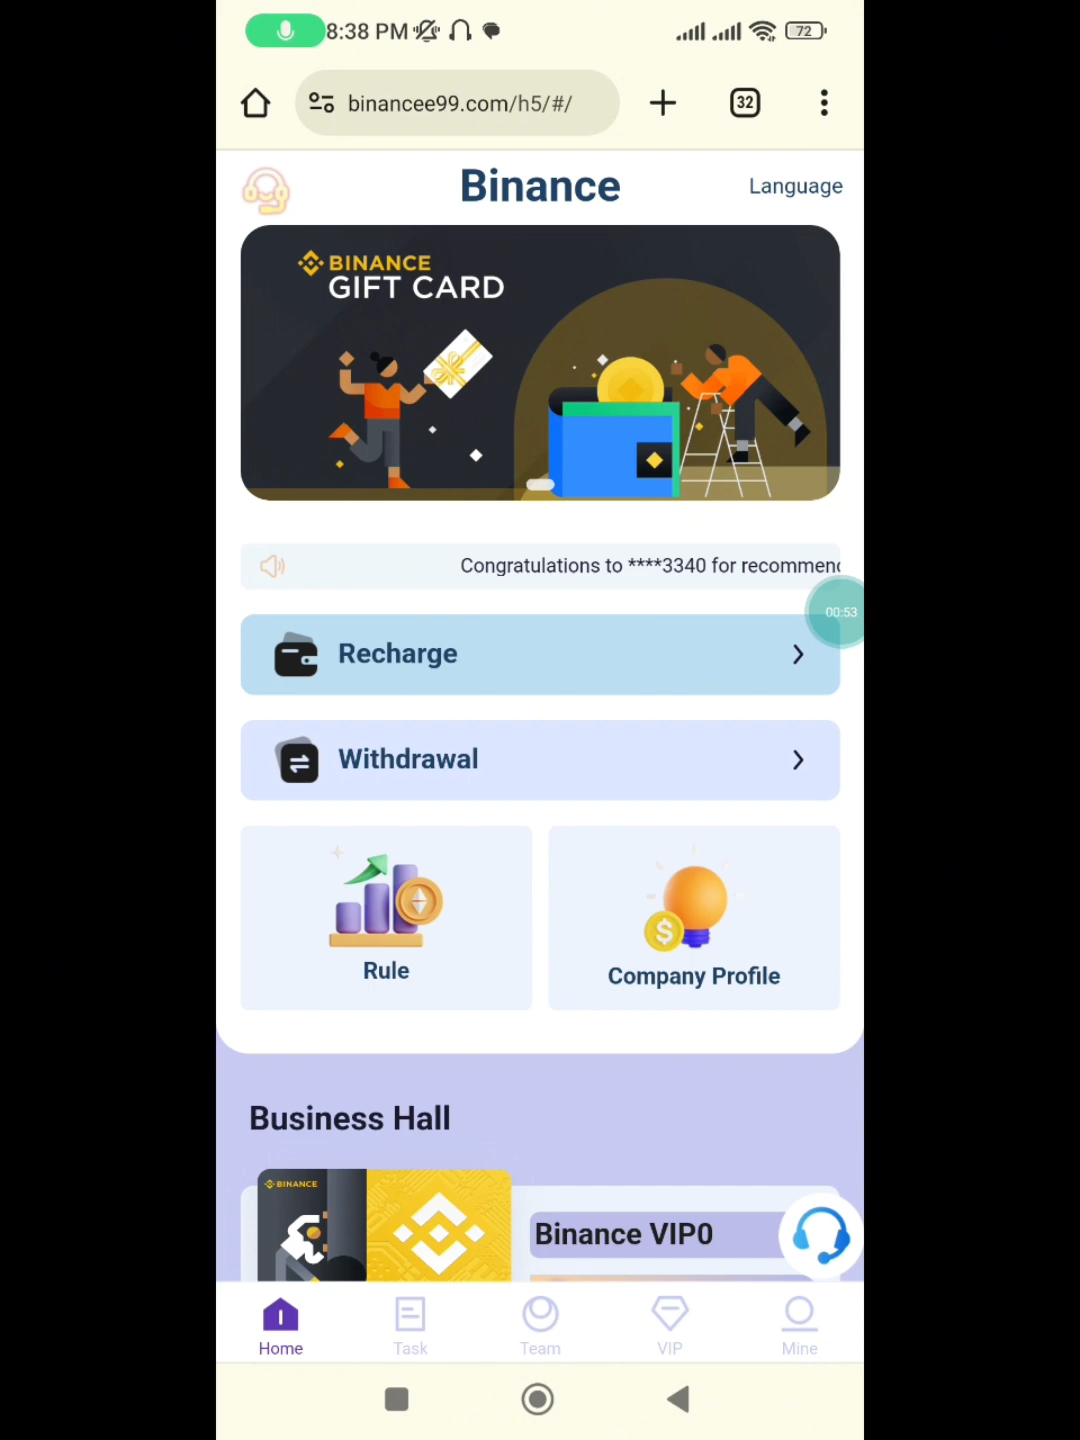 8:38 PM
72
binancee99.com/h5/#/
32
Binance
Language
BINANCE
GIFT CARD
Congratulations to ****3340 for recommen
00:53
Recharge
Withdrawal
Rule
Company Profile
Business Hall
BINANCE
Binance VIP0
Home
Task
Team
VIP
Mine